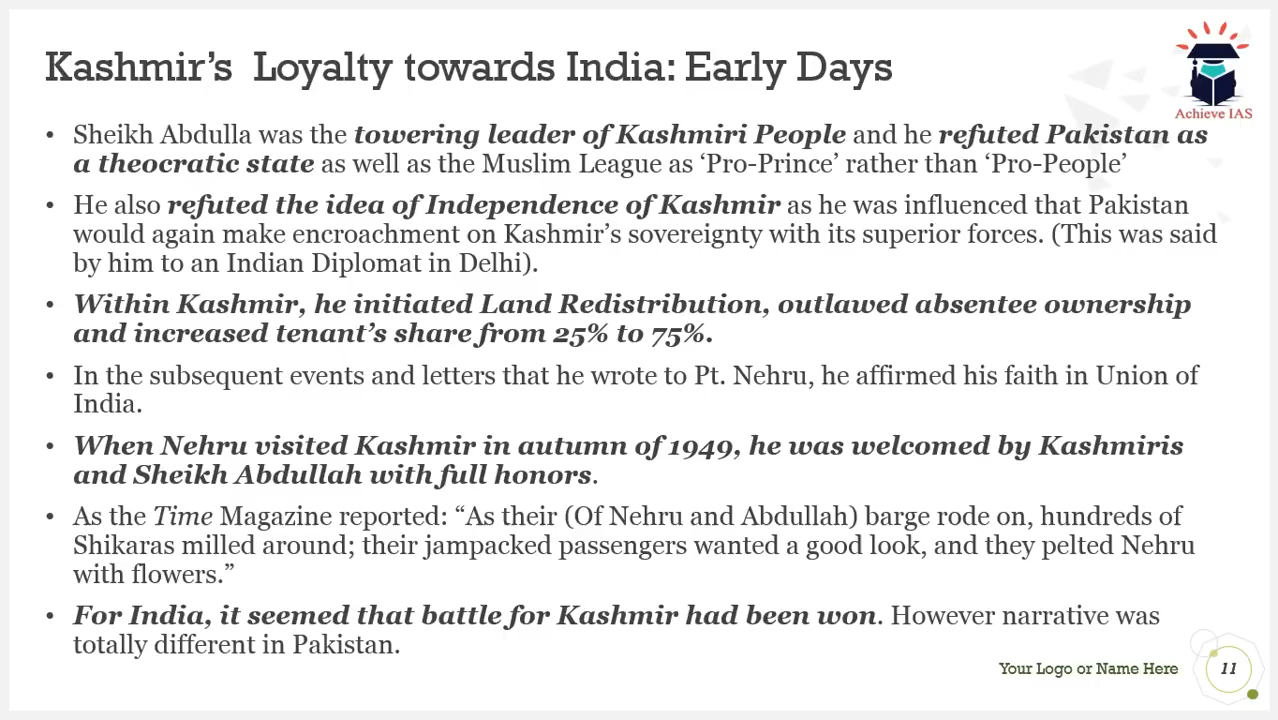 Kashmir’s Loyalty towards India: Early Days
Achieve IAS
• Sheikh Abdulla was the towering leader of Kashmiri People and he refuted Pakistan as
a theocratic state as well as the Muslim League as ‘Pro-Prince’ rather than ‘Pro-People’
• He also refuted the idea of Independence of Kashmir as he was influenced that Pakistan
would again make encroachment on Kashmir’s sovereignty with its superior forces. (This was said
by him to an Indian Diplomat in Delhi).
• Within Kashmir, he initiated Land Redistribution, outlawed absentee ownership
and increased tenant’s share from 25% to 75%.
• In the subsequent events and letters that he wrote to Pt. Nehru, he affirmed his faith in Union of
India.
• When Nehru visited Kashmir in autumn of 1949, he was welcomed by Kashmiris
and Sheikh Abdullah with full honors.
• As the Time Magazine reported: “As their (Of Nehru and Abdullah) barge rode on, hundreds of
Shikaras milled around; their jampacked passengers wanted a good look, and they pelted Nehru
with flowers.”
• For India, it seemed that battle for Kashmir had been won. However narrative was
totally different in Pakistan.
Your Logo or Name Here
11